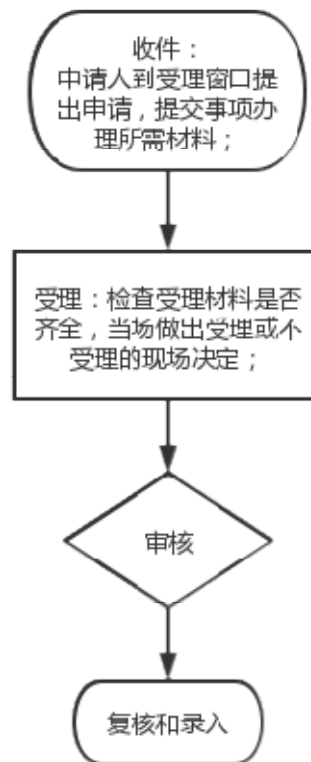 收件：
申请人到受理窗口提
出申请，提交事项办
理所需材料；
受理：检查受理材料是否
齐全，当场做出受理或不
受理的现场决定；
审核
复核和录入